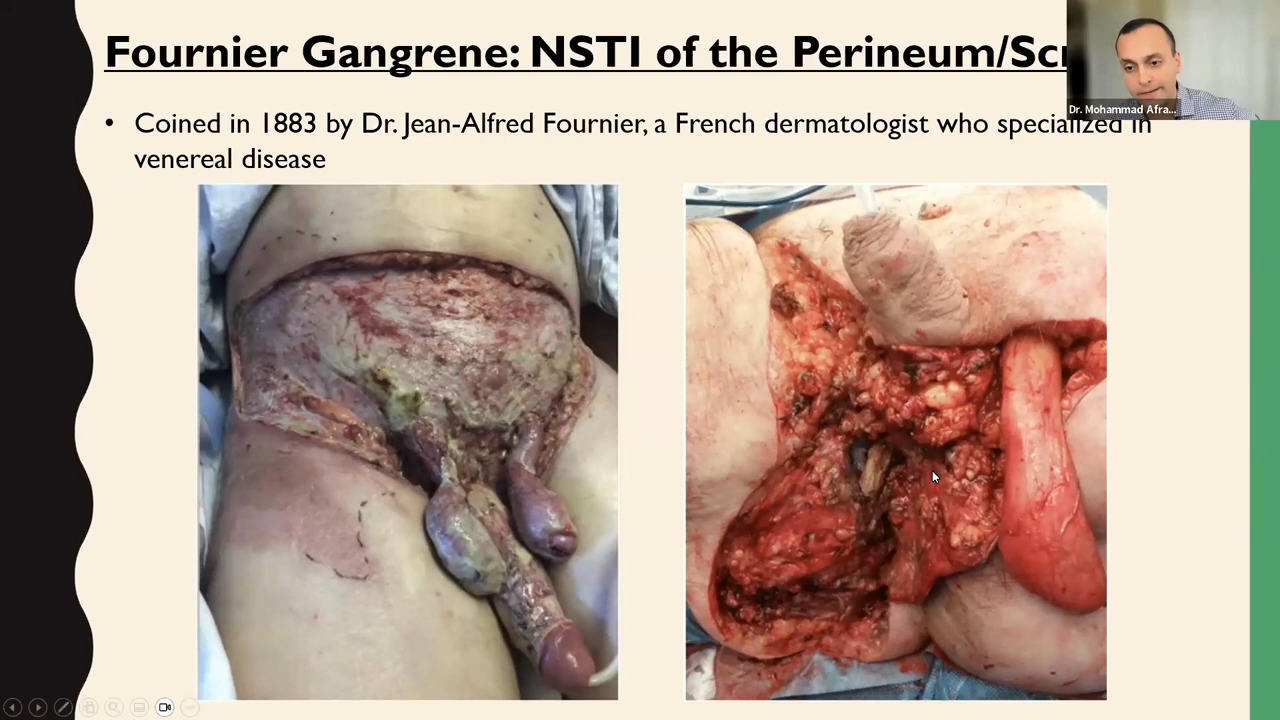 Fournier Gangrene: NSTI of the Perineum/Scr
Dr. Mohammad Afra...
• Coined in 1883 by Dr. Jean-Alfred Fournier, a French dermatologist who specialized in
venereal disease